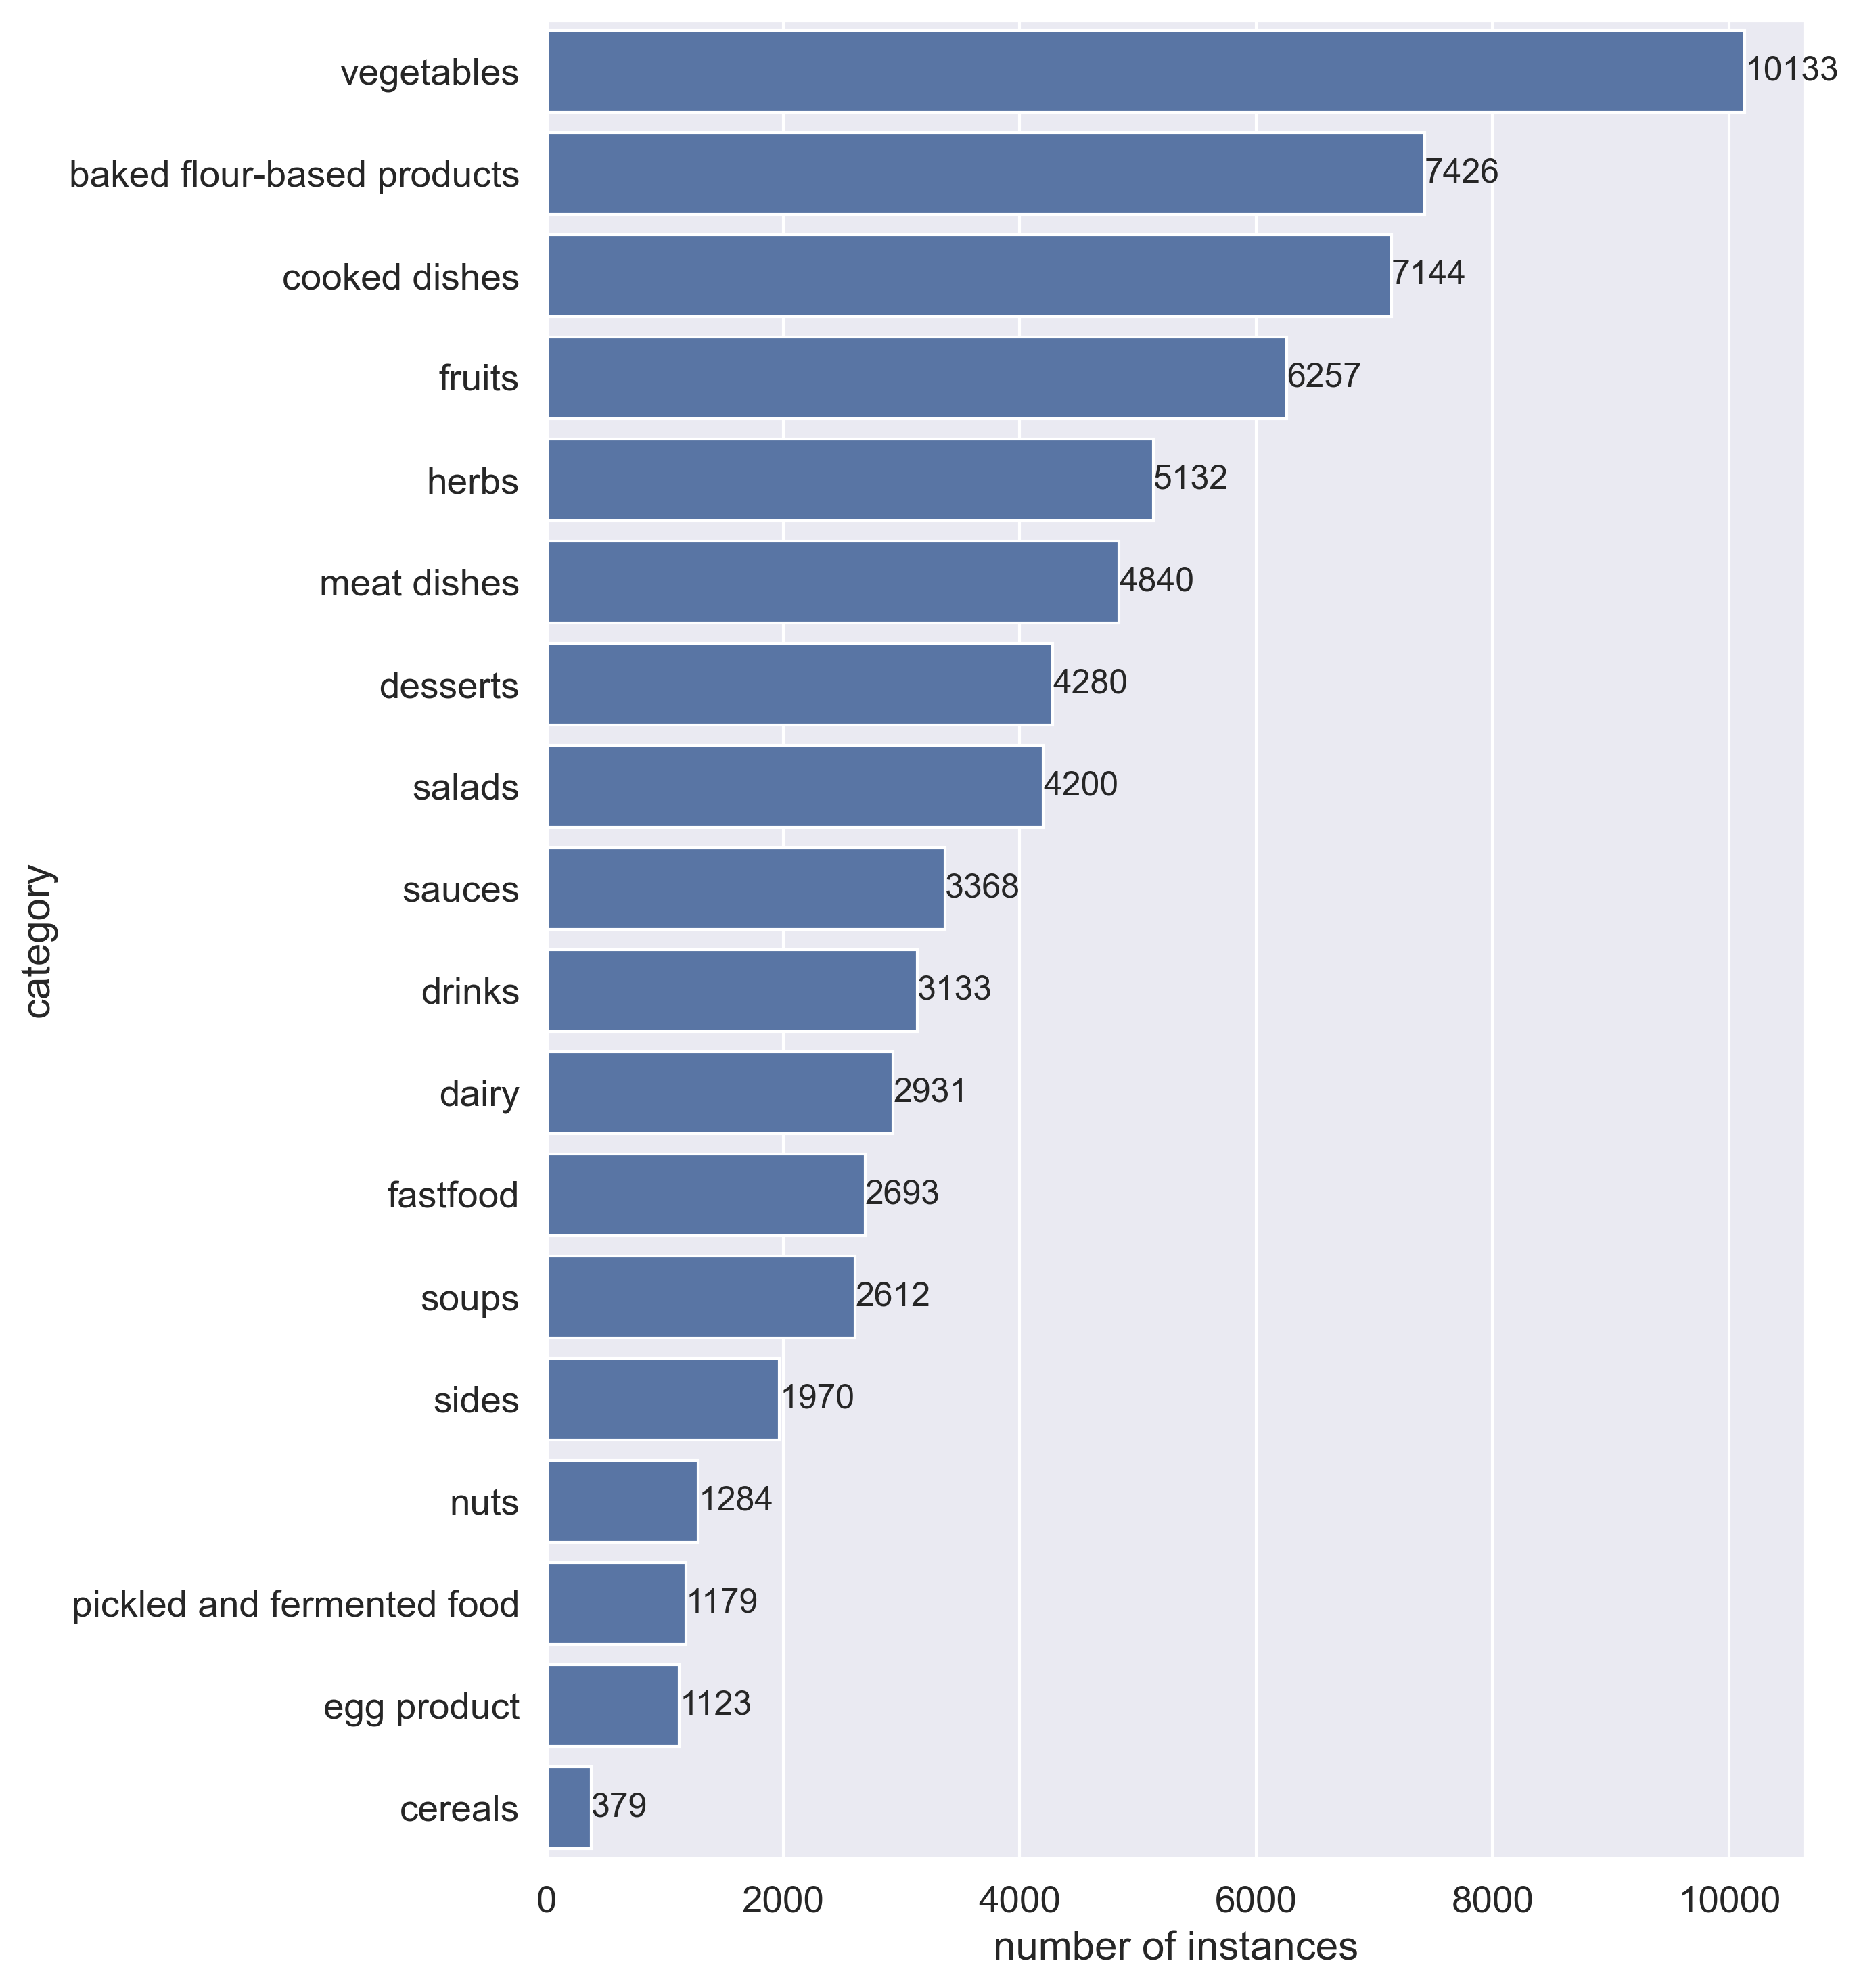 vegetables 10133
baked flour-based products 7426
cooked dishes 7144
fruits 6257
herbs 5132
meat dishes 4840
desserts 4280
salads 4200
sauces 3368
drinks 3133
dairy 2931
fastfood 2693
soups 2612
sides 1970
nuts 1284
pickled and fermented food 1179
egg product 1123
cereals 379
category
0 2000 4000 6000 8000 10000
number of instances